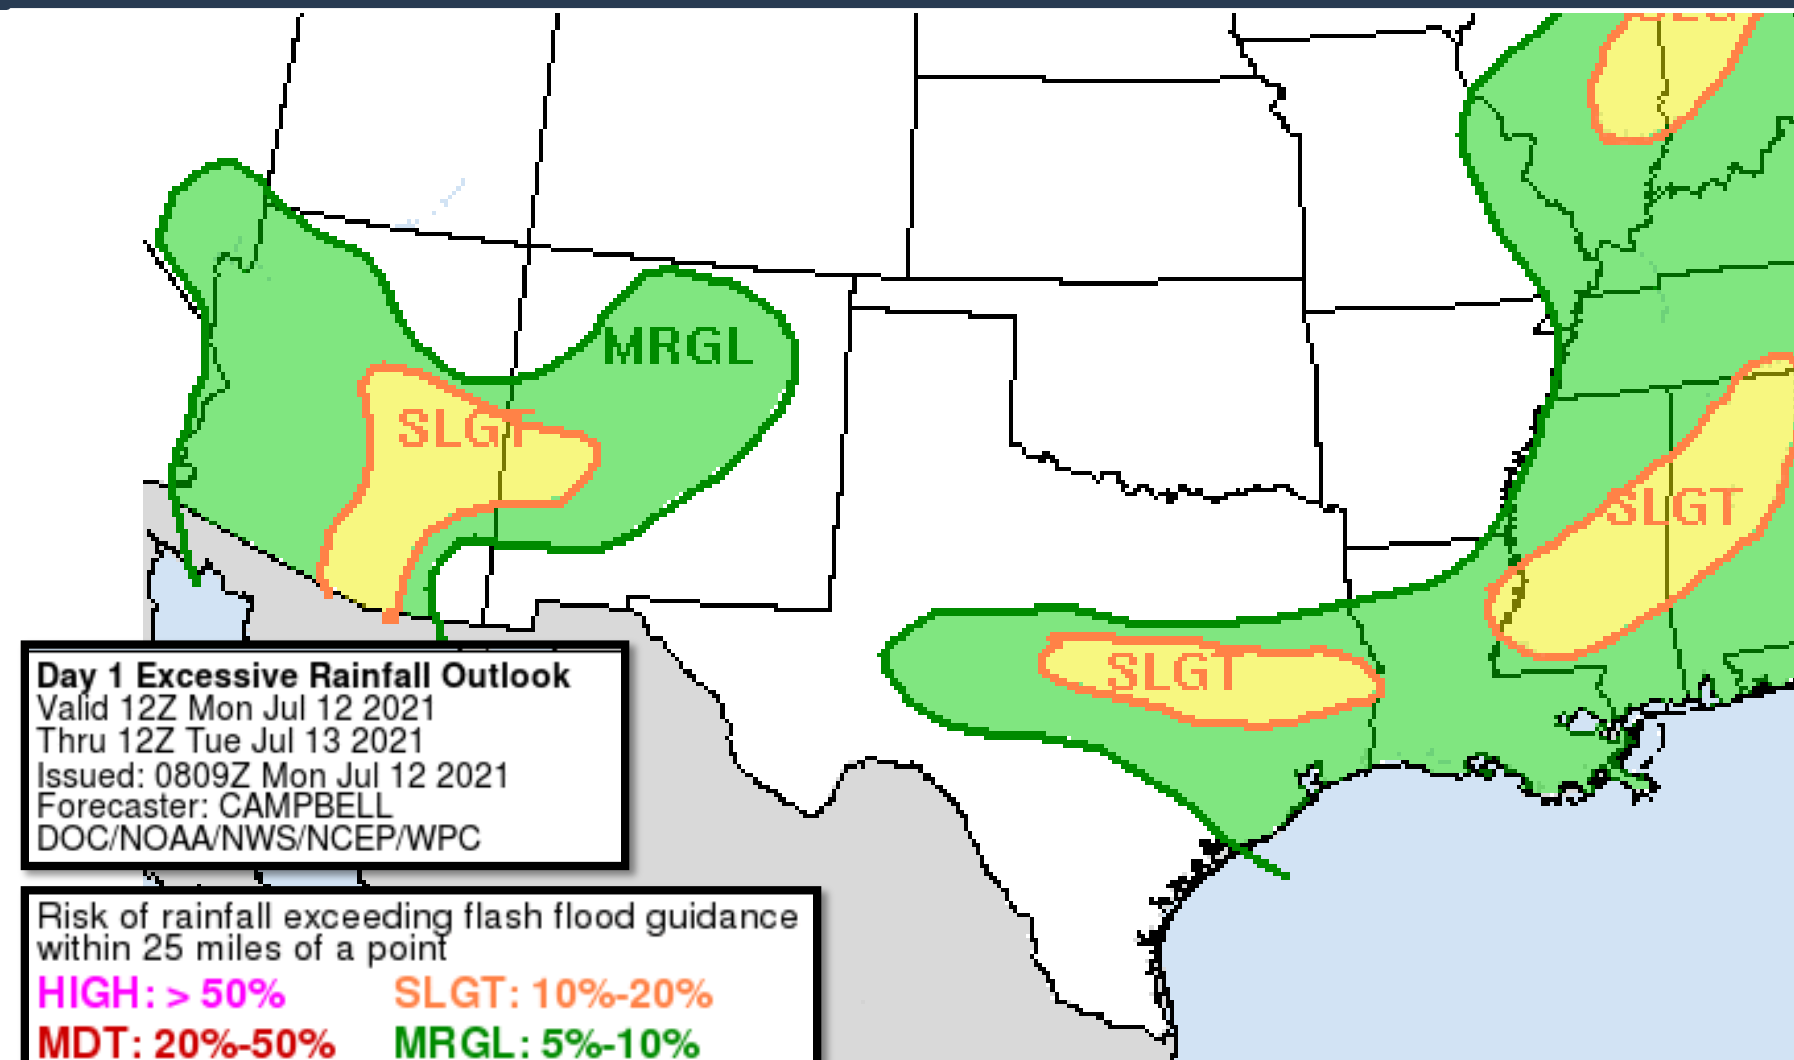 SLGT
MRGL
SLGT
SLGT
SLGT
Day 1 Excessive Rainfall Outlook
Valid 12Z Mon Jul 12 2021
Thru 12Z Tue Jul 13 2021
Issued: 0809Z Mon Jul 12 2021
Forecaster: CAMPBELL
DOC/NOAA/NWS/NCEP/WPC
Risk of rainfall exceeding flash flood guidance
within 25 miles of a point
HIGH: > 50% SLGT: 10%-20%
MDT: 20%-50% MRGL: 5%-10%